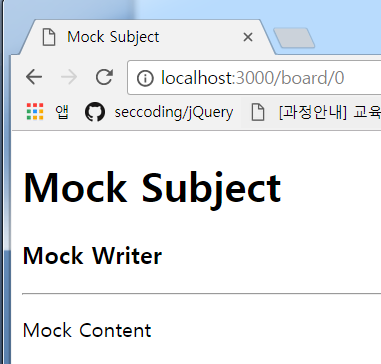 Mock Subject
localhost:3000/board/0
앱 seccoding/jQuery [과정안내] 교육
Mock Subject
Mock Writer
Mock Content